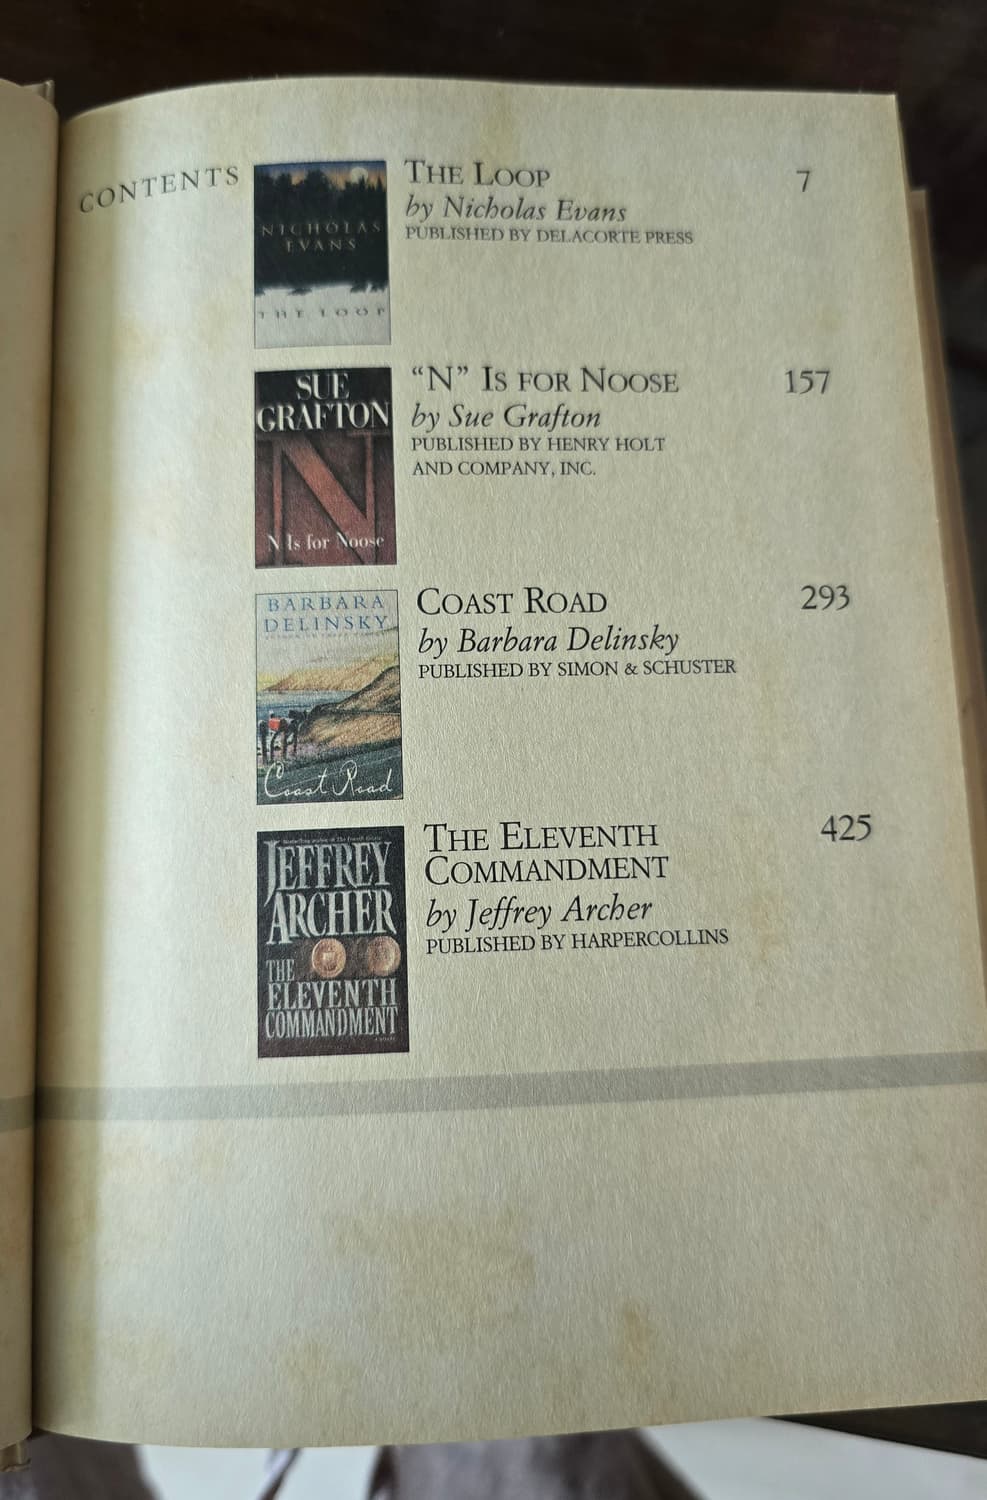 CONTENTS
NICHOLAS
EVANS
THE LOOP
THE LOOP
by Nicholas Evans
PUBLISHED BY DELACORTE PRESS
7
SUE
GRAFTON
N
N Is for Noose
“N” IS FOR NOOSE
by Sue Grafton
PUBLISHED BY HENRY HOLT
AND COMPANY, INC.
157
BARBARA
DELINSKY
Coast Road
COAST ROAD
by Barbara Delinsky
PUBLISHED BY SIMON & SCHUSTER
293
JEFFREY
ARCHER
THE
ELEVENTH
COMMANDMENT
THE ELEVENTH
COMMANDMENT
by Jeffrey Archer
PUBLISHED BY HARPERCOLLINS
425